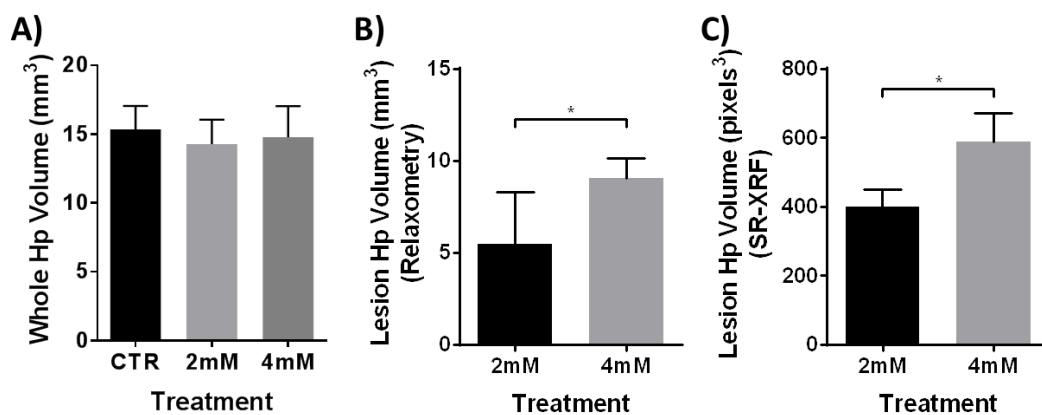 A)
Whole Hp Volume (mm³)
20
15
10
5
0
CTR 2mM 4mM
Treatment
B)
Lesion Hp Volume (mm³)
(Relaxometry)
15
10
5
0
*
2mM 4mM
Treatment
C)
Lesion Hp Volume (pixels³)
(SR-XRF)
800
600
400
200
0
*
2mM 4mM
Treatment